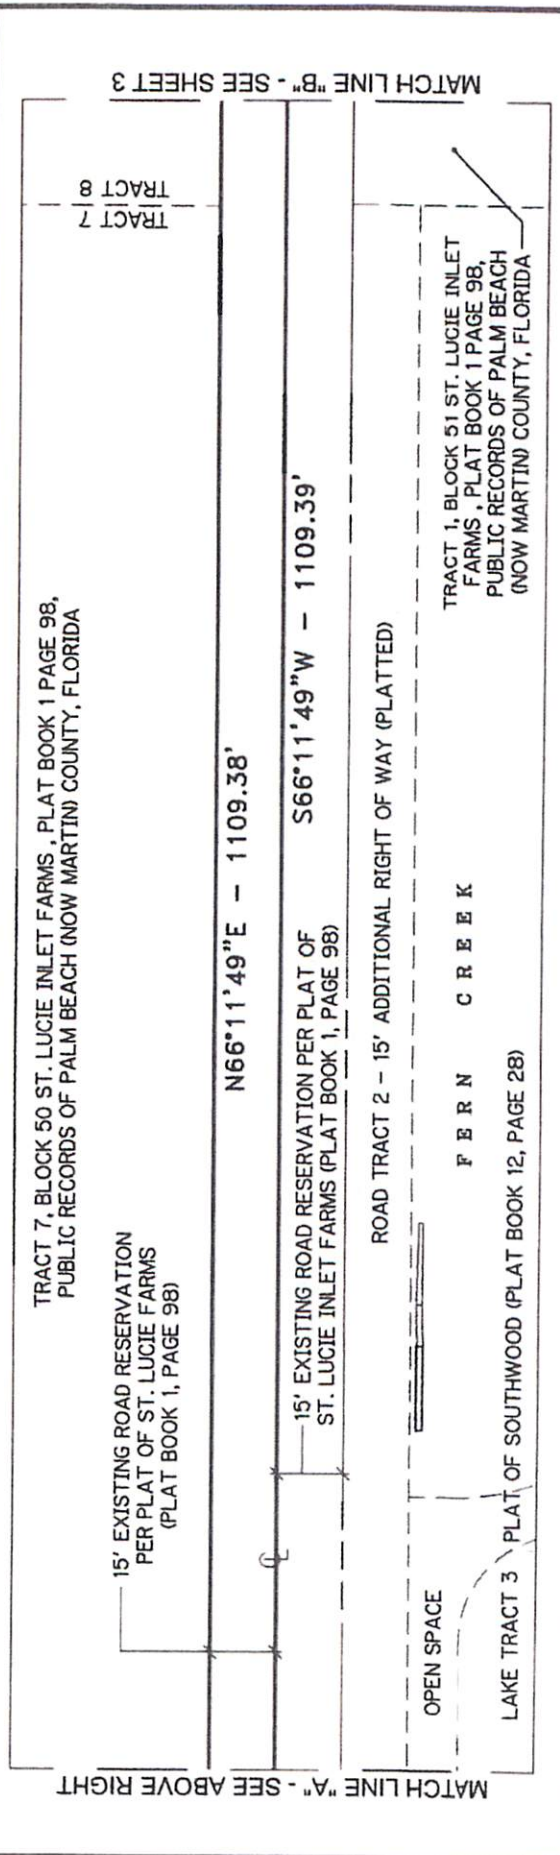 MATCH LINE "B" - SEE SHEET 3
TRACT 8
TRACT 7
TRACT 7, BLOCK 50 ST. LUCIE INLET FARMS, PLAT BOOK 1 PAGE 98,
PUBLIC RECORDS OF PALM BEACH (NOW MARTIN) COUNTY, FLORIDA
15' EXISTING ROAD RESERVATION
PER PLAT OF ST. LUCIE FARMS
(PLAT BOOK 1, PAGE 98)
N66°11'49"E - 1109.38'
S66°11'49"W - 1109.39'
15' EXISTING ROAD RESERVATION PER PLAT OF
ST. LUCIE INLET FARMS (PLAT BOOK 1, PAGE 98)
ROAD TRACT 2 - 15' ADDITIONAL RIGHT OF WAY (PLATTED)
TRACT 1, BLOCK 51 ST. LUCIE INLET
FARMS, PLAT BOOK 1 PAGE 98,
PUBLIC RECORDS OF PALM BEACH
(NOW MARTIN) COUNTY, FLORIDA
FERN CREEK
OPEN SPACE
LAKE TRACT 3 PLAT OF SOUTHWOOD (PLAT BOOK 12, PAGE 28)
MATCH LINE "A" - SEE ABOVE RIGHT